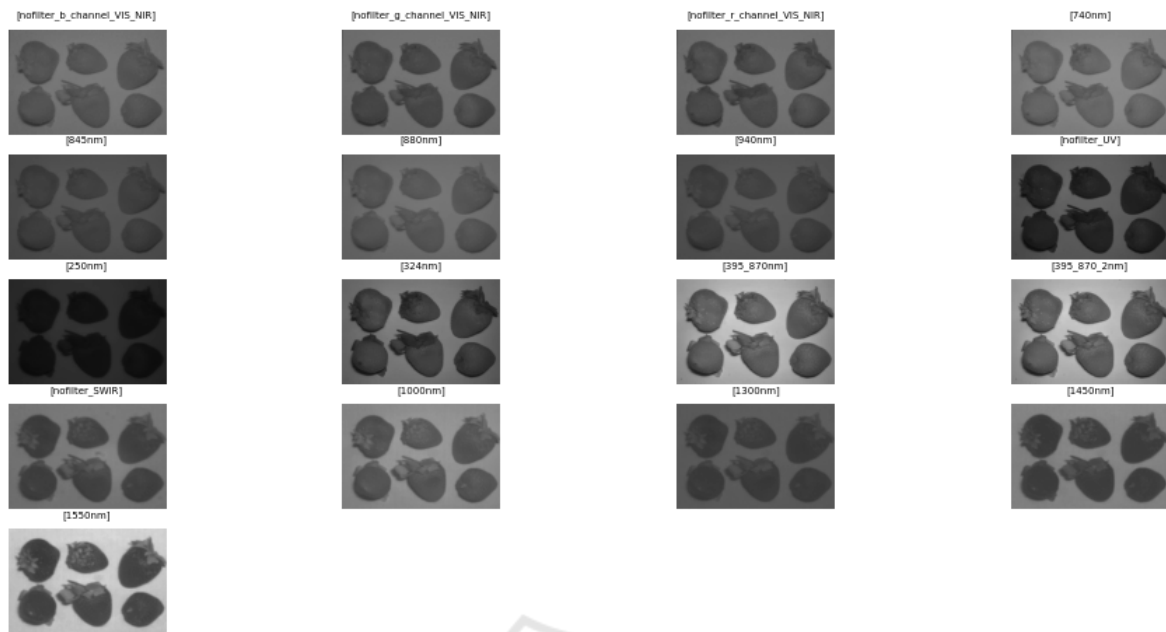 [nofilter_b_channel_VIS_NIR] [nofilter_g_channel_VIS_NIR] [nofilter_r_channel_VIS_NIR] [740nm]
[845nm] [880nm] [940nm] [nofilter_UV]
[250nm] [324nm] [395_870nm] [395_870_2nm]
[nofilter_SWIR] [1000nm] [1300nm] [1450nm]
[1550nm]